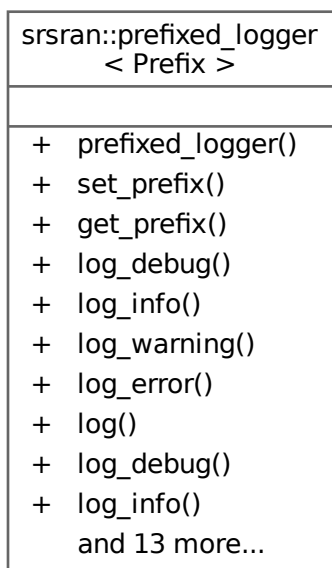 srsran::prefixed_logger
< Prefix >
+ prefixed_logger()
+ set_prefix()
+ get_prefix()
+ log_debug()
+ log_info()
+ log_warning()
+ log_error()
+ log()
+ log_debug()
+ log_info()
and 13 more...